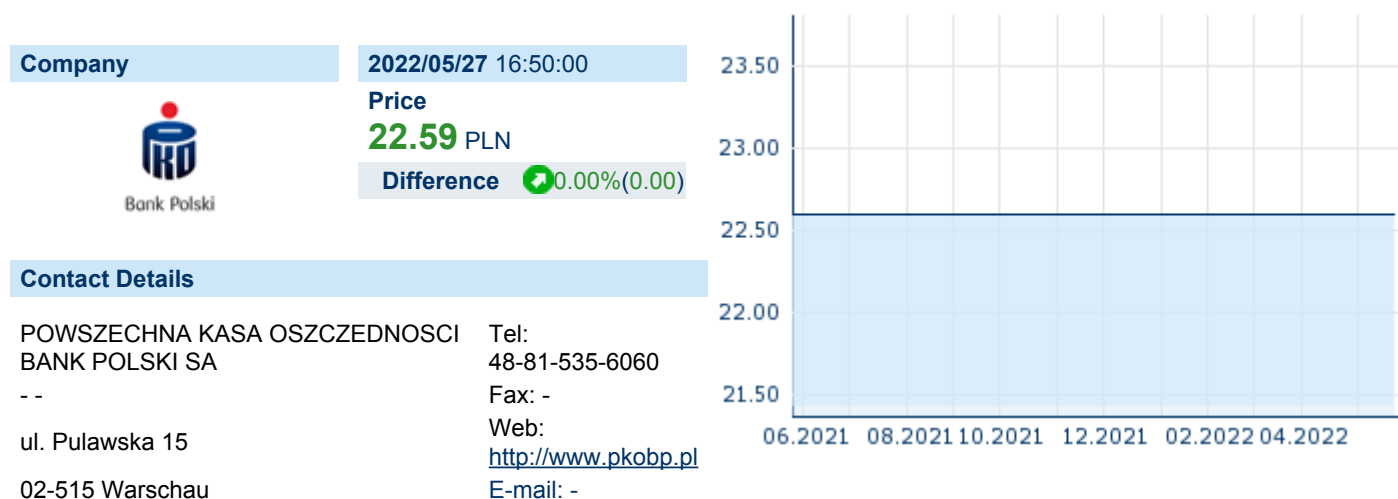 Company
2022/05/27 16:50:00
Price
22.59 PLN
Difference 0.00%(0.00)
PKO
Bank Polski
Contact Details
POWSZECHNA KASA OSZCZEDNOSCI
BANK POLSKI SA
- -
ul. Pulawska 15
02-515 Warschau
Tel:
48-81-535-6060
Fax: -
Web:
http://www.pkobp.pl
E-mail: -
23.50
23.00
22.50
22.00
21.50
06.2021 08.2021 10.2021 12.2021 02.2022 04.2022